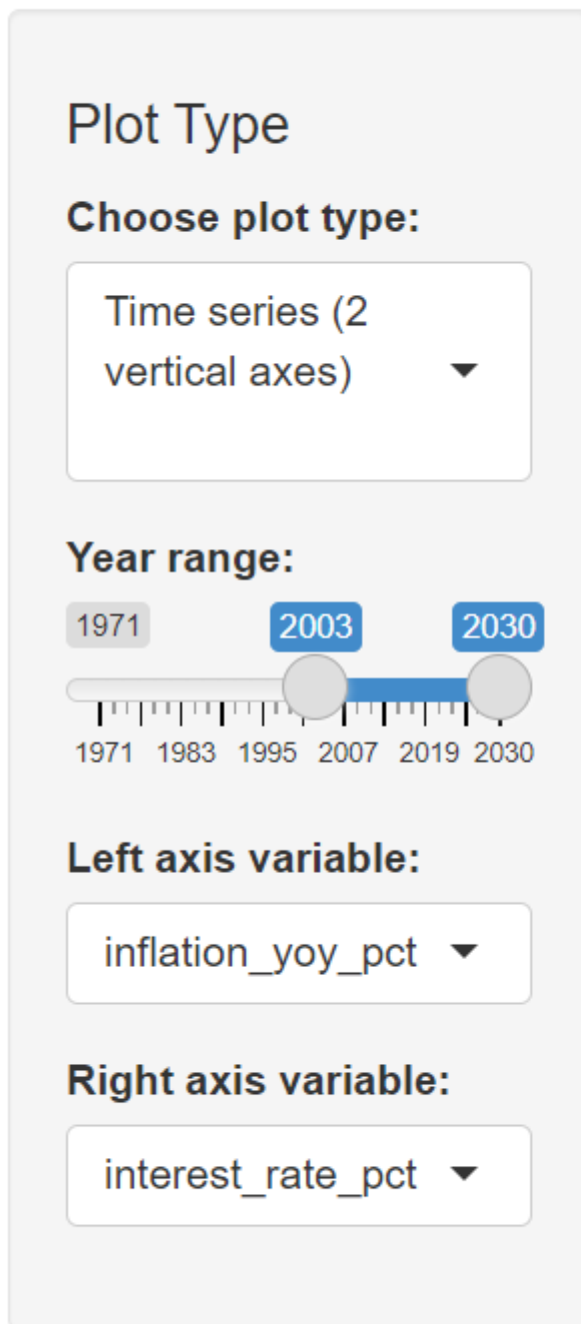 Plot Type
Choose plot type:
Time series (2
vertical axes)
Year range:
1971 2003 2030
1971 1983 1995 2007 2019 2030
Left axis variable:
inflation_yoy_pct
Right axis variable:
interest_rate_pct